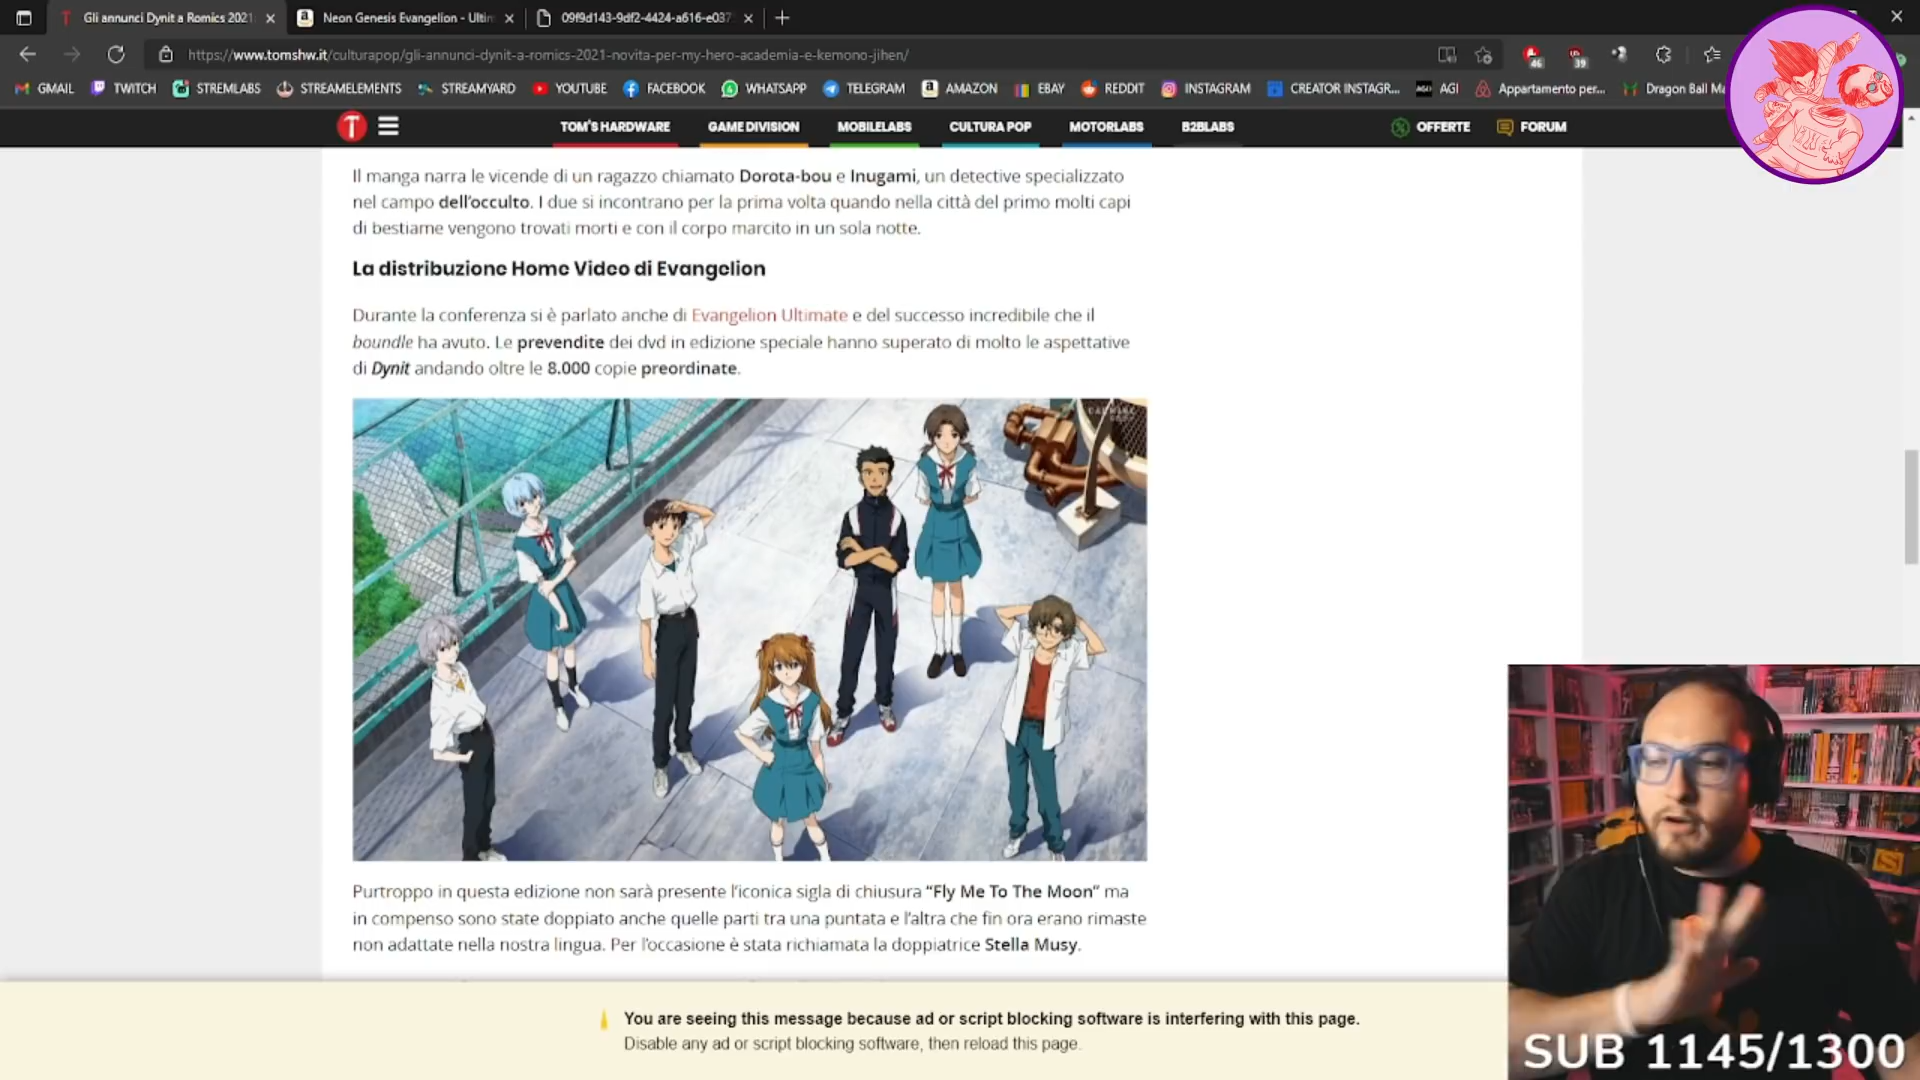 Gli annunci Dynit a Romics 2021
Neon Genesis Evangelion - Ultim
09f9d143-9df2-4424-a616-e037
https://www.tomshw.it/culturapop/gli-annunci-dynit-a-romics-2021-novita-per-my-hero-academia-e-kemono-jihen/
46
39
GMAIL TWITCH STREMLABS STREAMELEMENTS STREAMYARD YOUTUBE FACEBOOK WHATSAPP TELEGRAM AMAZON EBAY REDDIT INSTAGRAM CREATOR INSTAGR... AGI Appartamento per... Dragon Ball Ma
TOM'S HARDWARE GAME DIVISION MOBILELABS CULTURA POP MOTORLABS B2BLABS OFFERTE FORUM
Il manga narra le vicende di un ragazzo chiamato Dorota-bou e Inugami, un detective specializzato
nel campo dell'occulto. I due si incontrano per la prima volta quando nella città del primo molti capi
di bestiame vengono trovati morti e con il corpo marcito in un sola notte.
La distribuzione Home Video di Evangelion
Durante la conferenza si è parlato anche di Evangelion Ultimate e del successo incredibile che il
boundle ha avuto. Le prevendite dei dvd in edizione speciale hanno superato di molto le aspettative
di Dynit andando oltre le 8.000 copie preordinate.
Purtroppo in questa edizione non sarà presente l'iconica sigla di chiusura “Fly Me To The Moon” ma
in compenso sono state doppiato anche quelle parti tra una puntata e l'altra che fin ora erano rimaste
non adattate nella nostra lingua. Per l'occasione è stata richiamata la doppiatrice Stella Musy.
You are seeing this message because ad or script blocking software is interfering with this page.
Disable any ad or script blocking software, then reload this page.
SUB 1145/1300